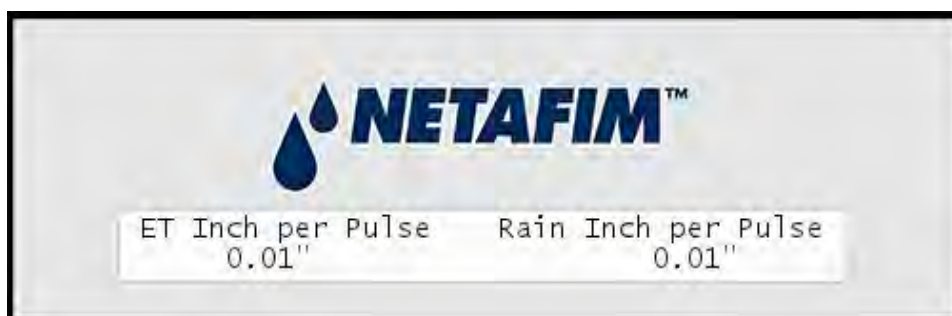 NETAFIM™
ET Inch per Pulse Rain Inch per Pulse
0.01" 0.01"